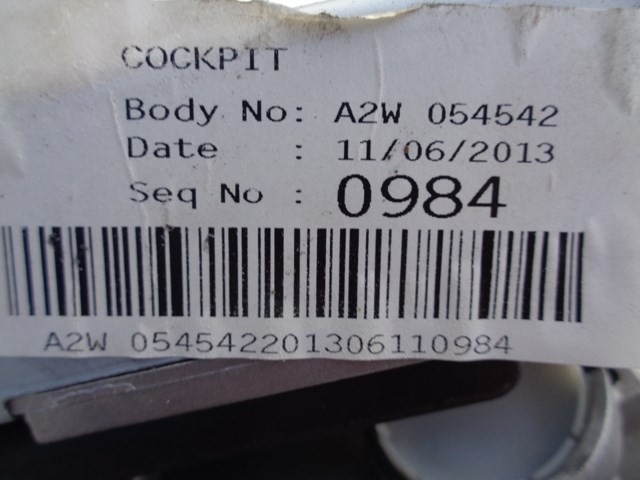 COCKPIT
Body No: A2W 054542
Date : 11/06/2013
Seq No : 0984
A2W 054542201306110984